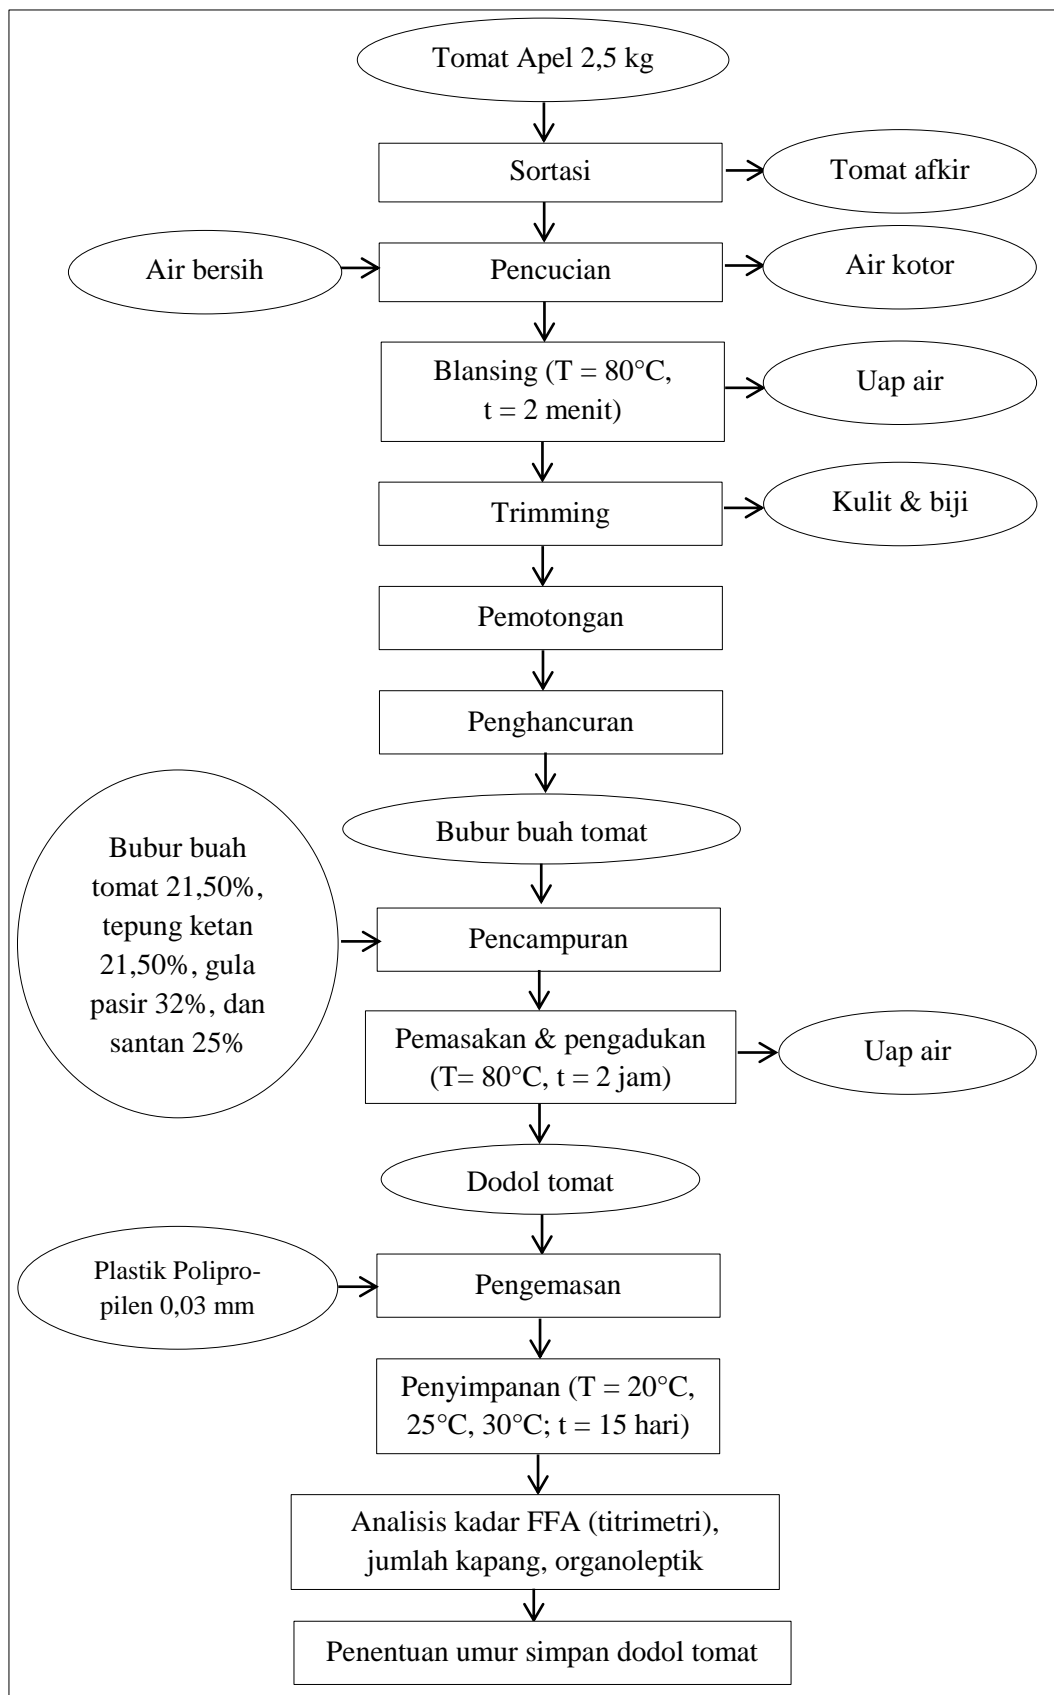 Tomat Apel 2,5 kg
Sortasi
Tomat afkir
Air bersih
Pencucian
Air kotor
Blansing (T = 80°C,
t = 2 menit)
Uap air
Trimming
Kulit & biji
Pemotongan
Penghancuran
Bubur buah tomat
Bubur buah
tomat 21,50%,
tepung ketan
21,50%, gula
pasir 32%, dan
santan 25%
Pencampuran
Pemasakan & pengadukan
(T= 80°C, t = 2 jam)
Uap air
Dodol tomat
Plastik Polipro-
pilen 0,03 mm
Pengemasan
Penyimpanan (T = 20°C,
25°C, 30°C; t = 15 hari)
Analisis kadar FFA (titrimetri),
jumlah kapang, organoleptik
Penentuan umur simpan dodol tomat